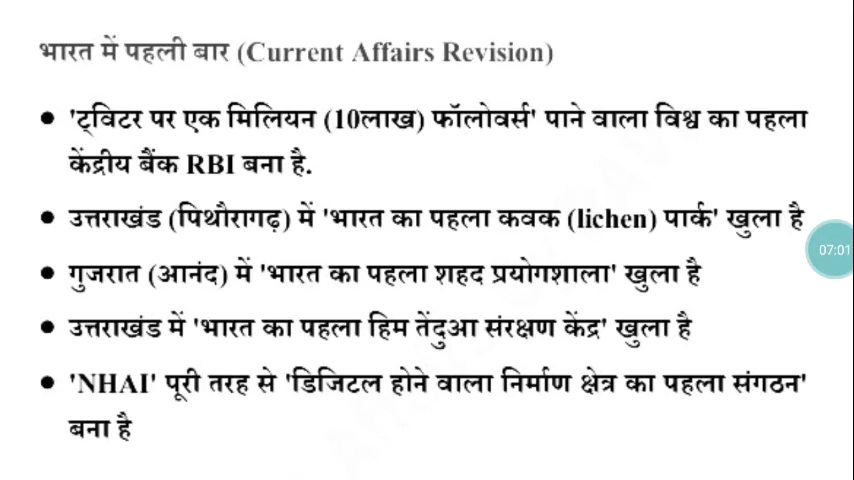 भारत में पहली बार (Current Affairs Revision)
● 'ट्विटर पर एक मिलियन (10लाख) फॉलोवर्स' पाने वाला विश्व का पहला
केंद्रीय बैंक RBI बना है.
● उत्तराखंड (पिथौरागढ़) में 'भारत का पहला कवक (lichen) पार्क' खुला है
07:01
● गुजरात (आनंद) में 'भारत का पहला शहद प्रयोगशाला' खुला है
● उत्तराखंड में 'भारत का पहला हिम तेंदुआ संरक्षण केंद्र' खुला है
● 'NHAI' पूरी तरह से 'डिजिटल होने वाला निर्माण क्षेत्र का पहला संगठन'
बना है